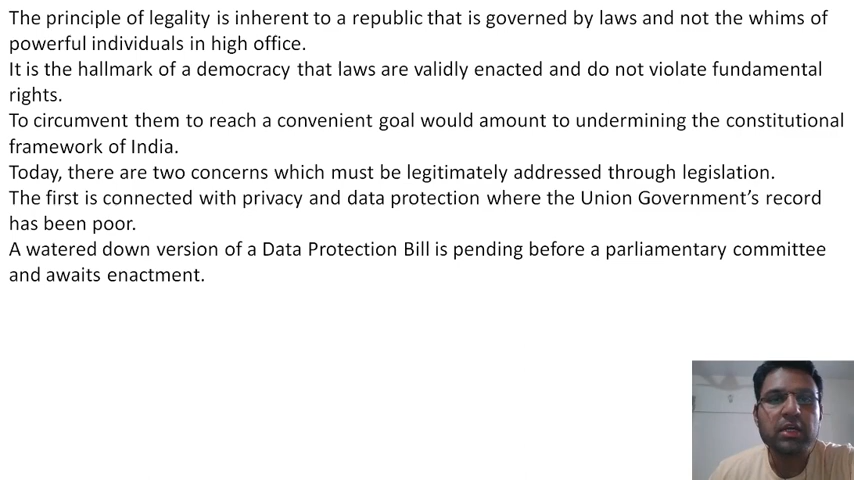 The principle of legality is inherent to a republic that is governed by laws and not the whims of
powerful individuals in high office.
It is the hallmark of a democracy that laws are validly enacted and do not violate fundamental
rights.
To circumvent them to reach a convenient goal would amount to undermining the constitutional
framework of India.
Today, there are two concerns which must be legitimately addressed through legislation.
The first is connected with privacy and data protection where the Union Government’s record
has been poor.
A watered down version of a Data Protection Bill is pending before a parliamentary committee
and awaits enactment.